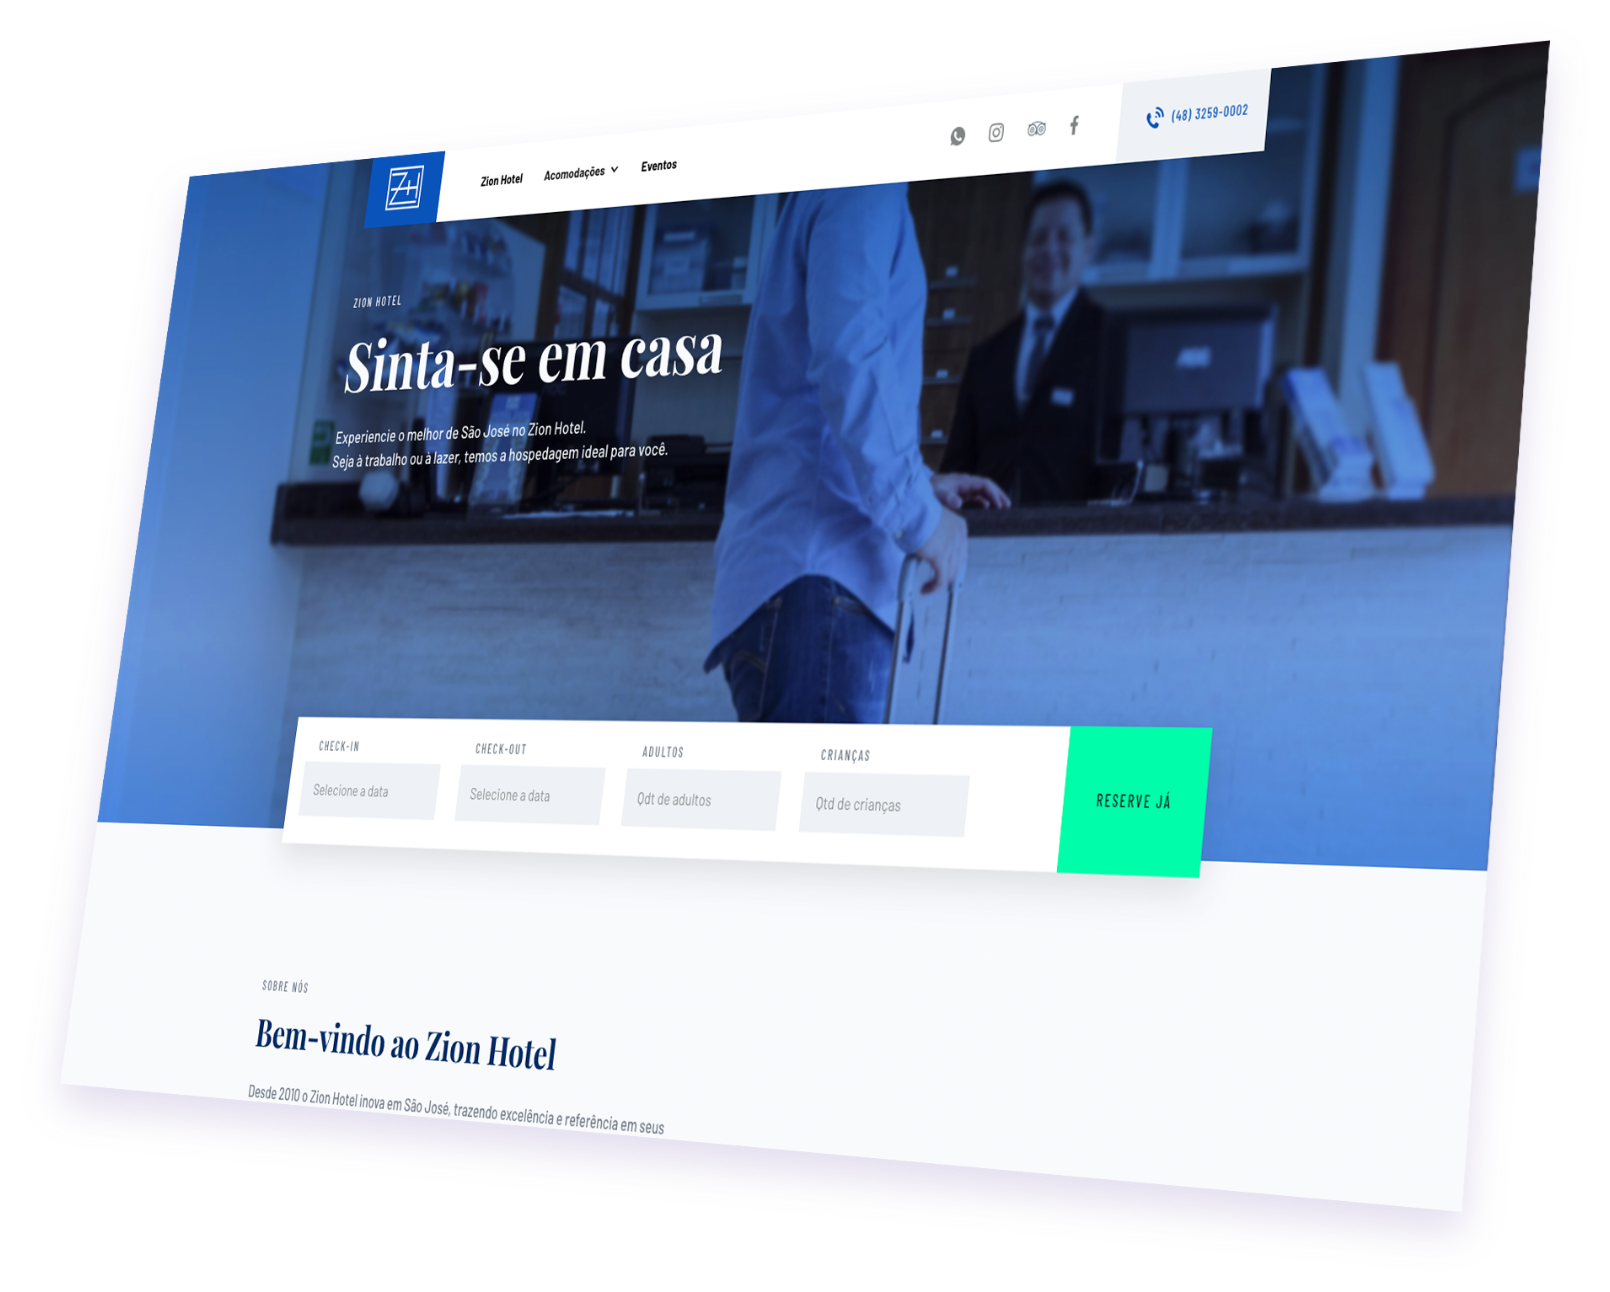 ZH
Zion Hotel
Acomodações
Eventos
(48) 3259-0002
ZION HOTEL
Sinta-se em casa
Experiencie o melhor de São José no Zion Hotel.
Seja à trabalho ou à lazer, temos a hospedagem ideal para você.
CHECK-IN
CHECK-OUT
ADULTOS
CRIANÇAS
Selecione a data
Selecione a data
Qdt de adultos
Qtd de crianças
RESERVE JÁ
SOBRE NÓS
Bem-vindo ao Zion Hotel
Desde 2010 o Zion Hotel inova em São José, trazendo excelência e referência em seus